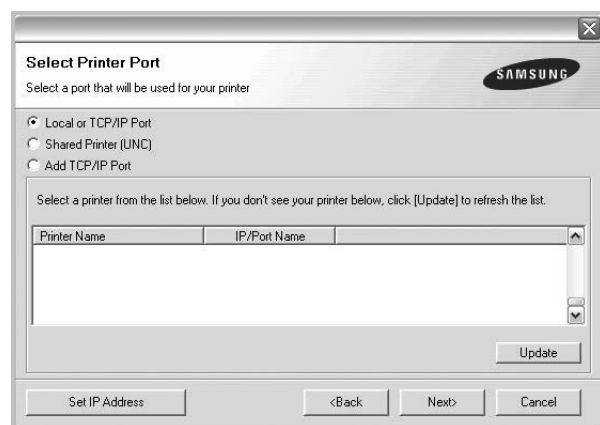 Select Printer Port
Select a port that will be used for your printer
SAMSUNG
Local or TCP/IP Port
Shared Printer (UNC)
Add TCP/IP Port
Select a printer from the list below. If you don't see your printer below, click [Update] to refresh the list.
Printer Name IP/Port Name
Update
Set IP Address <Back Next> Cancel